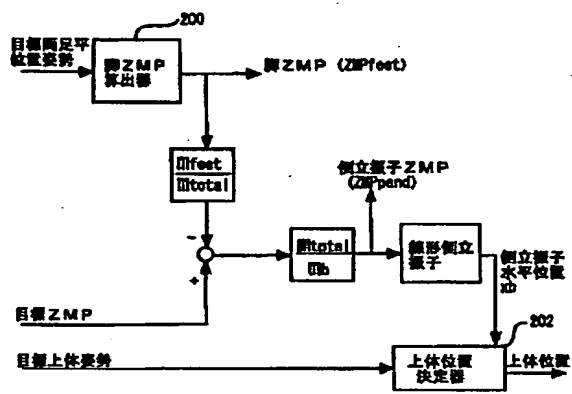 200
目標両足平
位置姿勢
脚ZMP
算出器
脚ZMP (ZMPfeet)
mfeet
mtotal
倒立振子ZMP
(ZMPpend)
-
+
mtotal
mb
線形倒立
振子
倒立振子
水平位置
xb
目標ZMP
202
目標上体姿勢
上体位置
決定器
上体位置